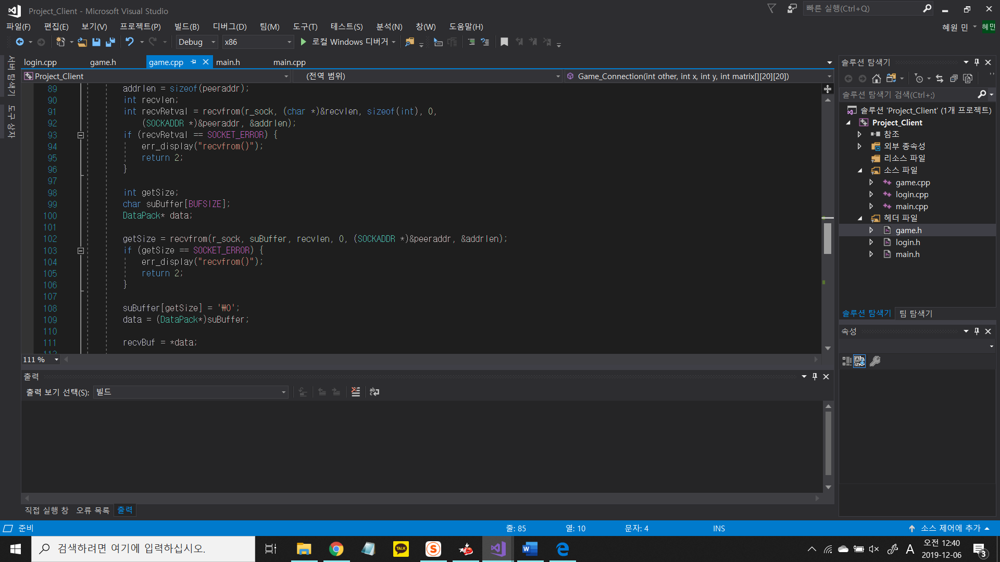 Project_Client - Microsoft Visual Studio
빠른 실행(Ctrl+Q)
파일(F) 편집(E) 보기(V) 프로젝트(P) 빌드(B) 디버그(D) 팀(M) 도구(T) 테스트(S) 분석(N) 창(W) 도움말(H)
혜원 민 혜민
Debug x86 로컬 Windows 디버거
서버 탐색기
도구 상자
login.cpp game.h game.cpp main.h main.cpp
Project_Client (전역 범위) Game_Connection(int other, int x, int y, int matrix[][20][20])
89 addrlen = sizeof(peeraddr);
90 int recvlen;
91 int recvRetval = recvfrom(r_sock, (char *)&recvlen, sizeof(int), 0,
92 (SOCKADDR *)&peeraddr, &addrlen);
93 if (recvRetval == SOCKET_ERROR) {
94 err_display("recvfrom()");
95 return 2;
96 }
97
98 int getSize;
99 char suBuffer[BUFSIZE];
100 DataPack* data;
101
102 getSize = recvfrom(r_sock, suBuffer, recvlen, 0, (SOCKADDR *)&peeraddr, &addrlen);
103 if (getSize == SOCKET_ERROR) {
104 err_display("recvfrom()");
105 return 2;
106 }
107
108 suBuffer[getSize] = '₩0';
109 data = (DataPack*)suBuffer;
110
111 recvBuf = *data;
112
111 %
출력
출력 보기 선택(S): 빌드
직접 실행 창 오류 목록 출력
솔루션 탐색기
솔루션 탐색기 검색(Ctrl+;)
솔루션 'Project_Client' (1개 프로젝트)
Project_Client
참조
외부 종속성
리소스 파일
소스 파일
game.cpp
login.cpp
main.cpp
헤더 파일
game.h
login.h
main.h
솔루션 탐색기 팀 탐색기
속성
준비 줄: 85 열: 10 문자: 4 INS 소스 제어에 추가
검색하려면 여기에 입력하십시오.
TALK
A
오전 12:40
2019-12-06
3